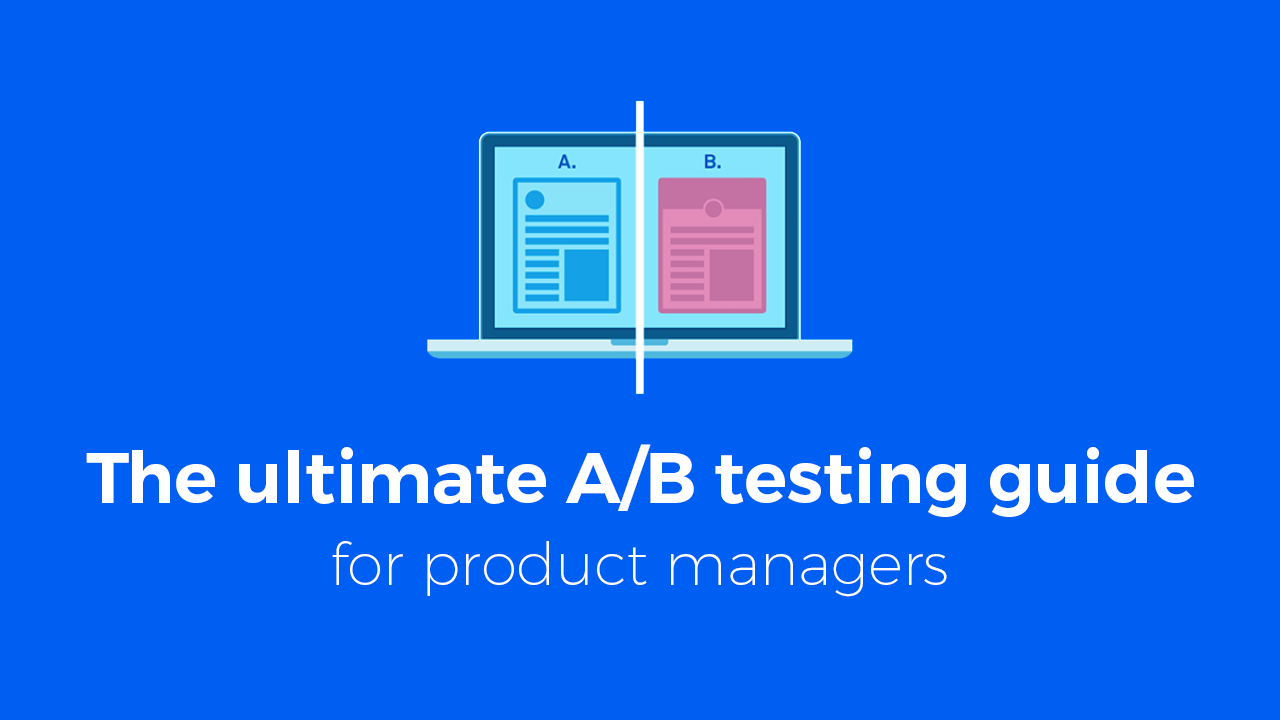 A. B.
The ultimate A/B testing guide
for product managers